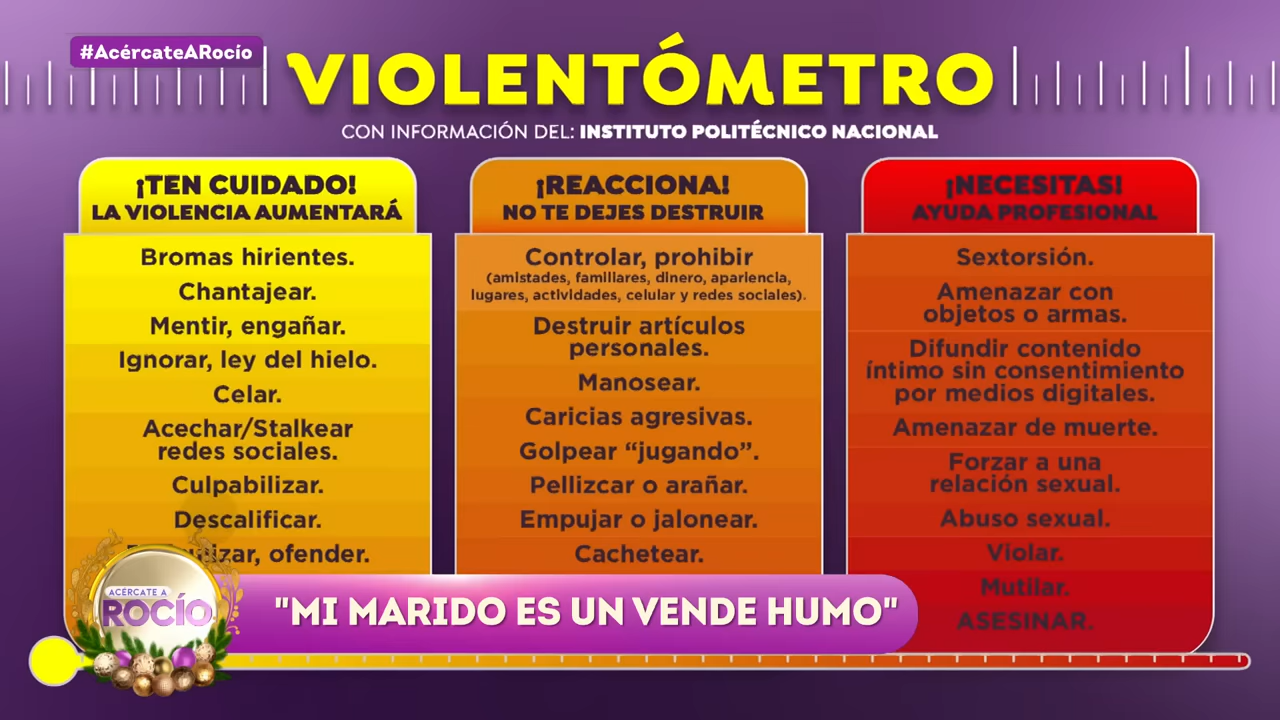 #AcércateARocío
VIOLENTÓMETRO
CON INFORMACIÓN DEL: INSTITUTO POLITÉCNICO NACIONAL
¡TEN CUIDADO!
LA VIOLENCIA AUMENTARÁ
Bromas hirientes.
Chantajear.
Mentir, engañar.
Ignorar, ley del hielo.
Celar.
Acechar/Stalkear
redes sociales.
Culpabilizar.
Descalificar.
ofender.
¡REACCIONA!
NO TE DEJES DESTRUIR
Controlar, prohibir
(amistades, familiares, dinero, apariencia,
lugares, actividades, celular y redes sociales).
Destruir artículos
personales.
Manosear.
Caricias agresivas.
Golpear “jugando”.
Pellizcar o arañar.
Empujar o jalonear.
Cachetear.
¡NECESITAS!
AYUDA PROFESIONAL
Sextorsión.
Amenazar con
objetos o armas.
Difundir contenido
íntimo sin consentimiento
por medios digitales.
Amenazar de muerte.
Forzar a una
relación sexual.
Abuso sexual.
Violar.
Mutilar.
ASESINAR.
ACÉRCATE A
ROCÍO
"MI MARIDO ES UN VENDE HUMO"